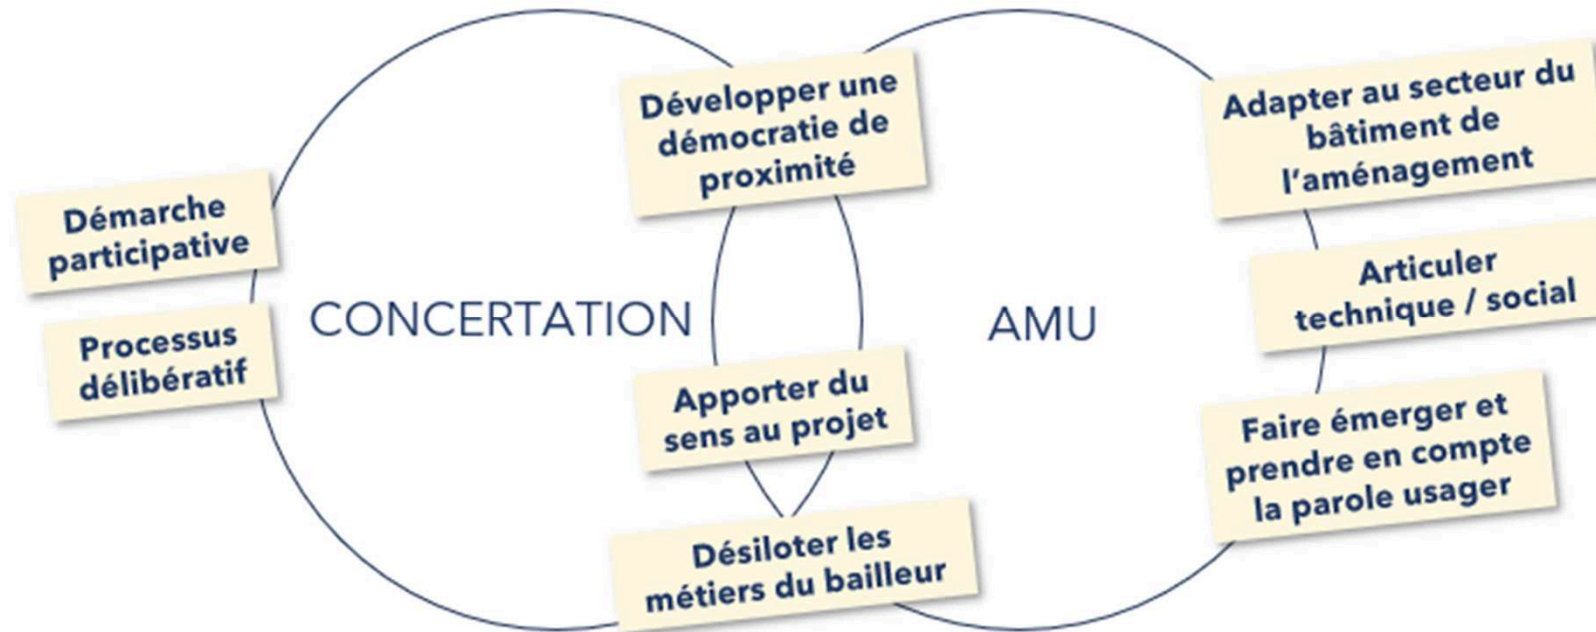 Démarche
participative
Processus
délibératif
CONCERTATION
Développer une
démocratie de
proximité
Apporter du
sens au projet
Désiloter les
métiers du bailleur
AMU
Adapter au secteur du
bâtiment de
l’aménagement
Articuler
technique / social
Faire émerger et
prendre en compte
la parole usager